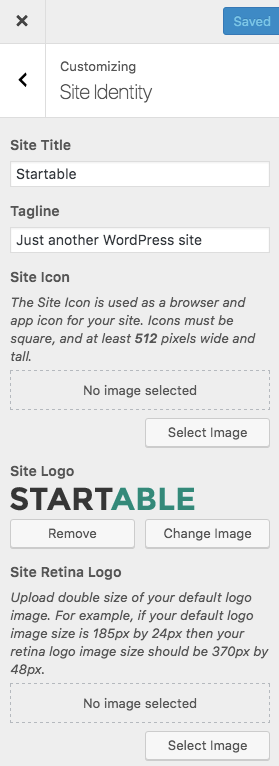 Saved
Customizing
Site Identity
Site Title
Startable
Tagline
Just another WordPress site
Site Icon
The Site Icon is used as a browser and
app icon for your site. Icons must be
square, and at least 512 pixels wide and
tall.
No image selected
Select Image
Site Logo
STARTABLE
Remove
Change Image
Site Retina Logo
Upload double size of your default logo
image. For example, if your default logo
image size is 185px by 24px then your
retina logo image size should be 370px by
48px.
No image selected
Select Image